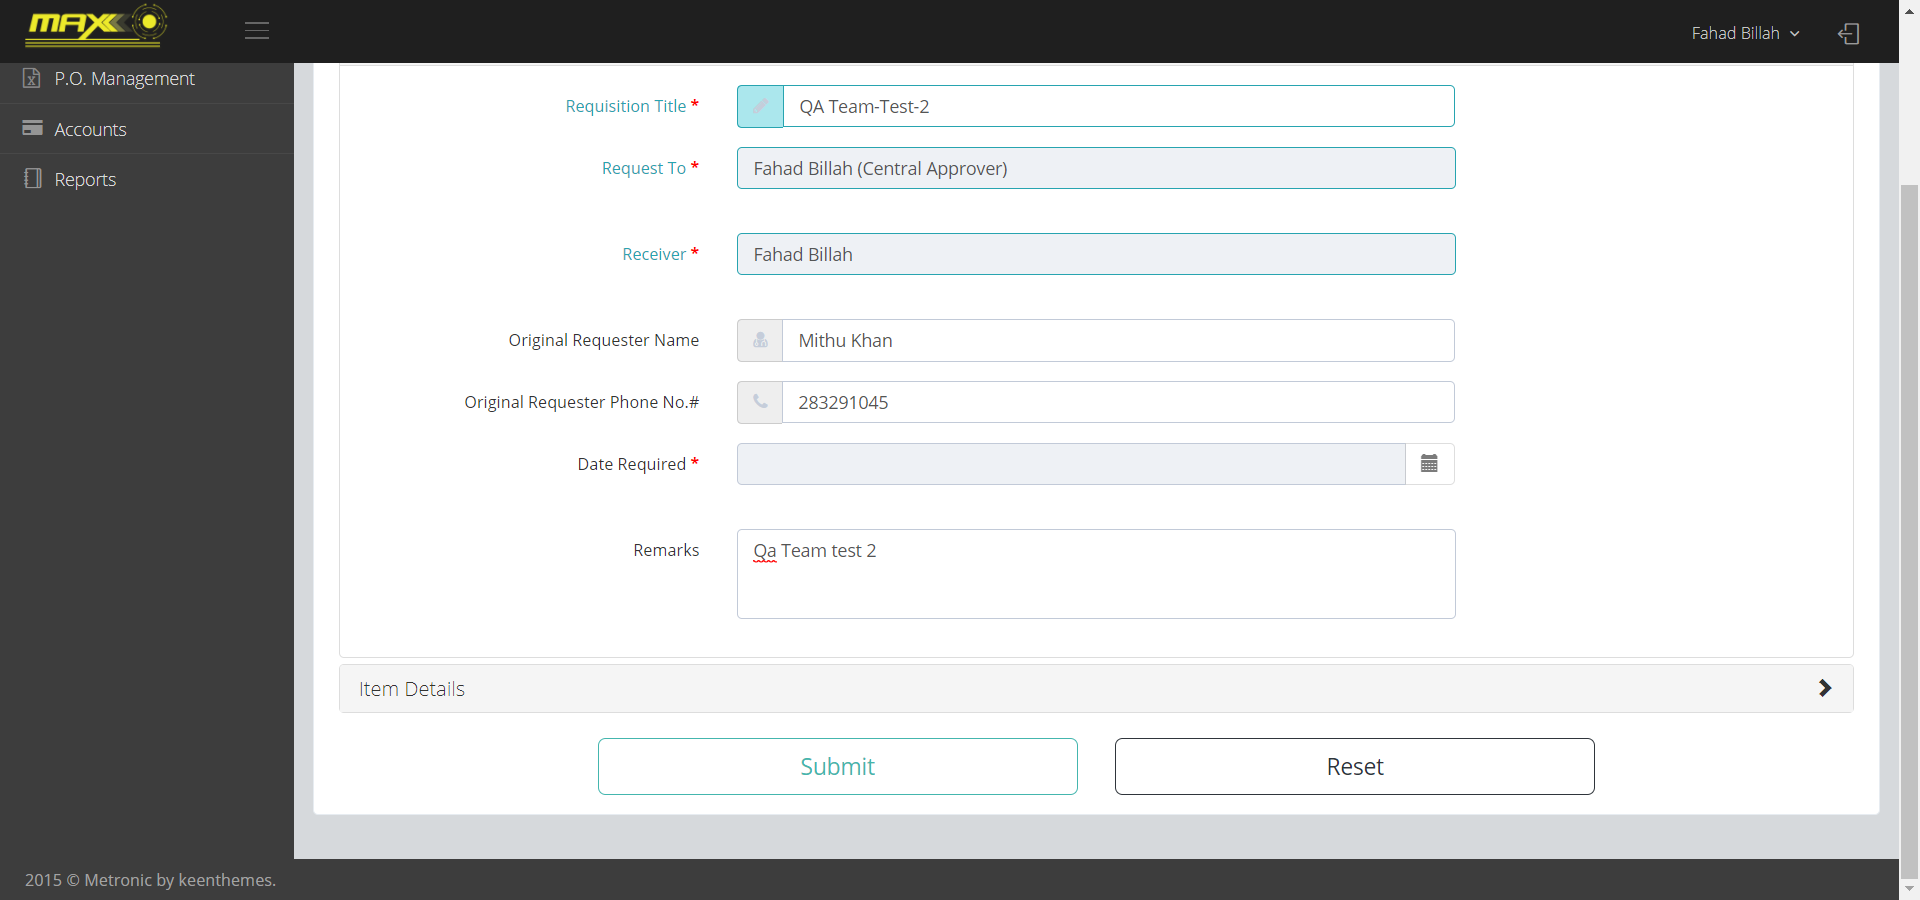 MAX
Fahad Billah
P.O. Management
Accounts
Reports
Requisition Title *
QA Team-Test-2
Request To *
Fahad Billah (Central Approver)
Receiver *
Fahad Billah
Original Requester Name
Mithu Khan
Original Requester Phone No.#
283291045
Date Required *
Remarks
Qa Team test 2
Item Details
Submit
Reset
2015 © Metronic by keenthemes.